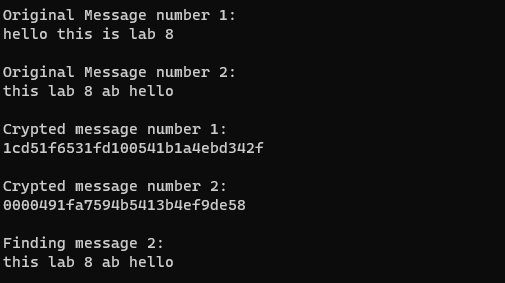 Original Message number 1:
hello this is lab 8
Original Message number 2:
this lab 8 ab hello
Crypted message number 1:
1cd51f6531fd100541b1a4ebd342f
Crypted message number 2:
0000491fa7594b5413b4ef9de58
Finding message 2:
this lab 8 ab hello